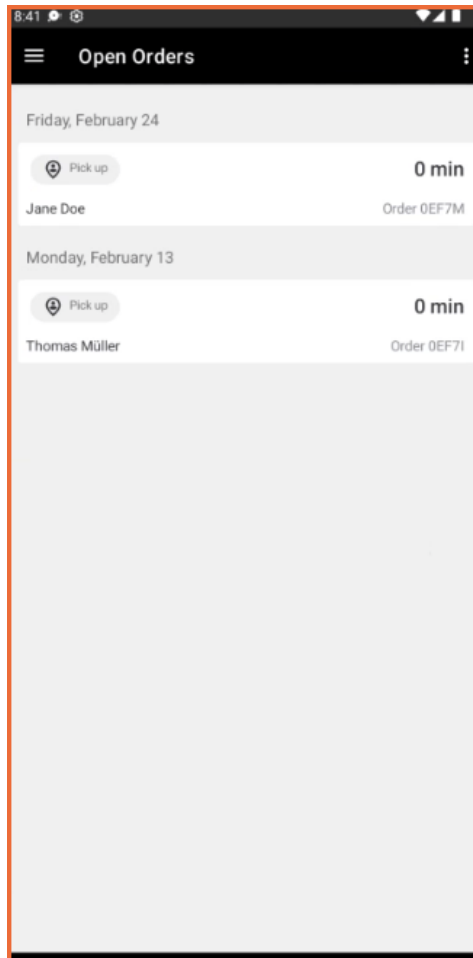 8:41
Open Orders
Friday, February 24
Pick up
0 min
Jane Doe
Order 0EF7M
Monday, February 13
Pick up
0 min
Thomas Müller
Order 0EF7I